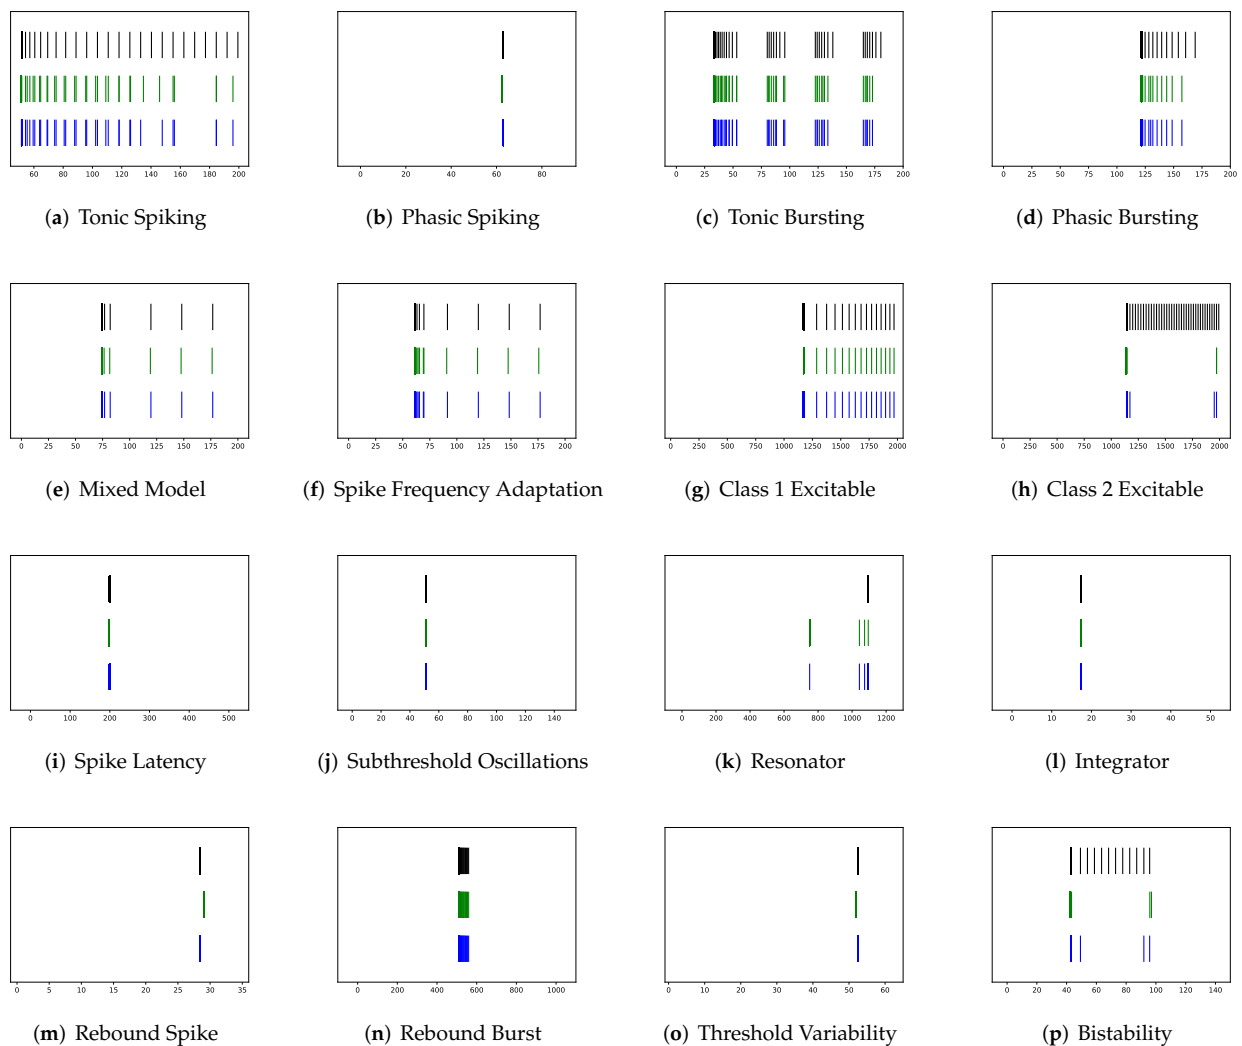 60 80 100 120 140 160 180 200
0 20 40 60 80
0 25 50 75 100 125 150 175 200
0 25 50 75 100 125 150 175 200
(a) Tonic Spiking
(b) Phasic Spiking
(c) Tonic Bursting
(d) Phasic Bursting
0 25 50 75 100 125 150 175 200
0 25 50 75 100 125 150 175 200
0 250 500 750 1000 1250 1500 1750 2000
0 250 500 750 1000 1250 1500 1750 2000
(e) Mixed Model
(f) Spike Frequency Adaptation
(g) Class 1 Excitable
(h) Class 2 Excitable
0 100 200 300 400 500
0 20 40 60 80 100 120 140
0 200 400 600 800 1000 1200
0 10 20 30 40 50
(i) Spike Latency
(j) Subthreshold Oscillations
(k) Resonator
(l) Integrator
0 5 10 15 20 25 30 35
0 200 400 600 800 1000
0 10 20 30 40 50 60
0 20 40 60 80 100 120 140
(m) Rebound Spike
(n) Rebound Burst
(o) Threshold Variability
(p) Bistability